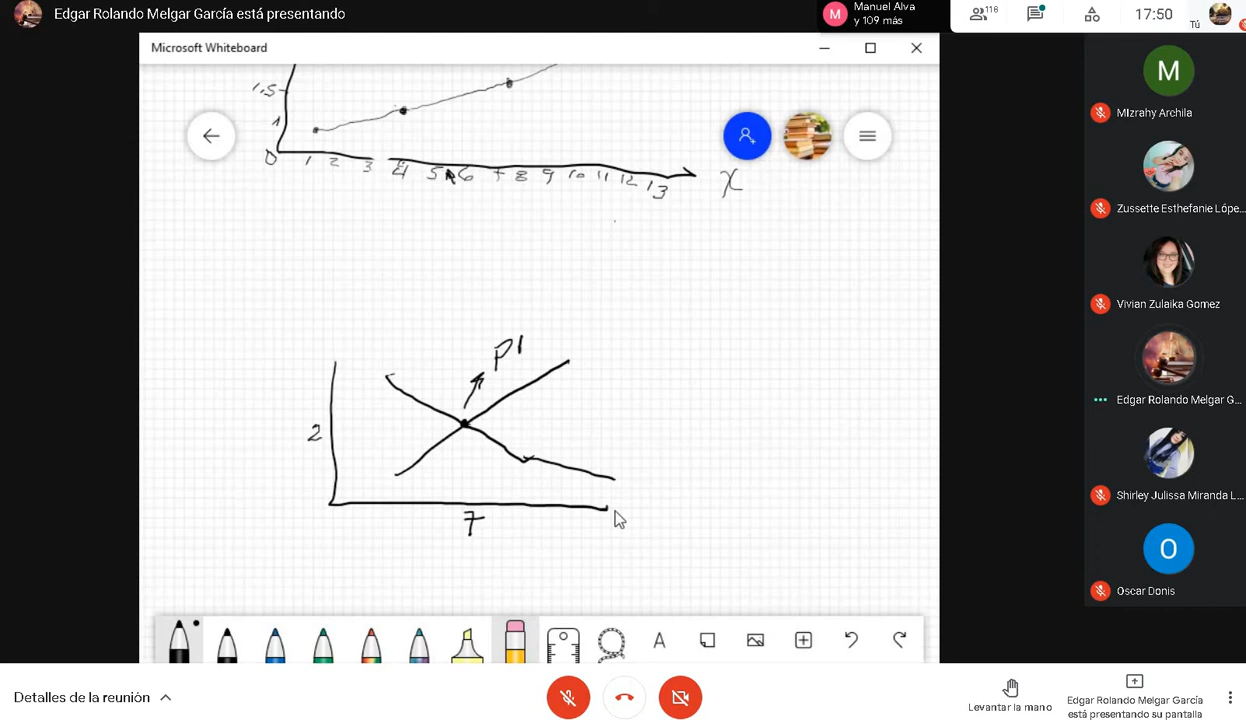 Edgar Rolando Melgar García está presentando
M
Manuel Alva
y 109 más
116
17:50
Tú
Microsoft Whiteboard
1,5
1
0
1 2 3 4 5 6 7 8 9 10 11 12 13
x
P1
2
7
A
M
MIzrahy Archila
Zussette Esthefanie Lópe...
Vivian Zulaika Gomez
Edgar Rolando Melgar G...
Shirley Julissa Miranda L...
O
Oscar Donis
Detalles de la reunión
Levantar la mano
Edgar Rolando Melgar García
está presentando su pantalla